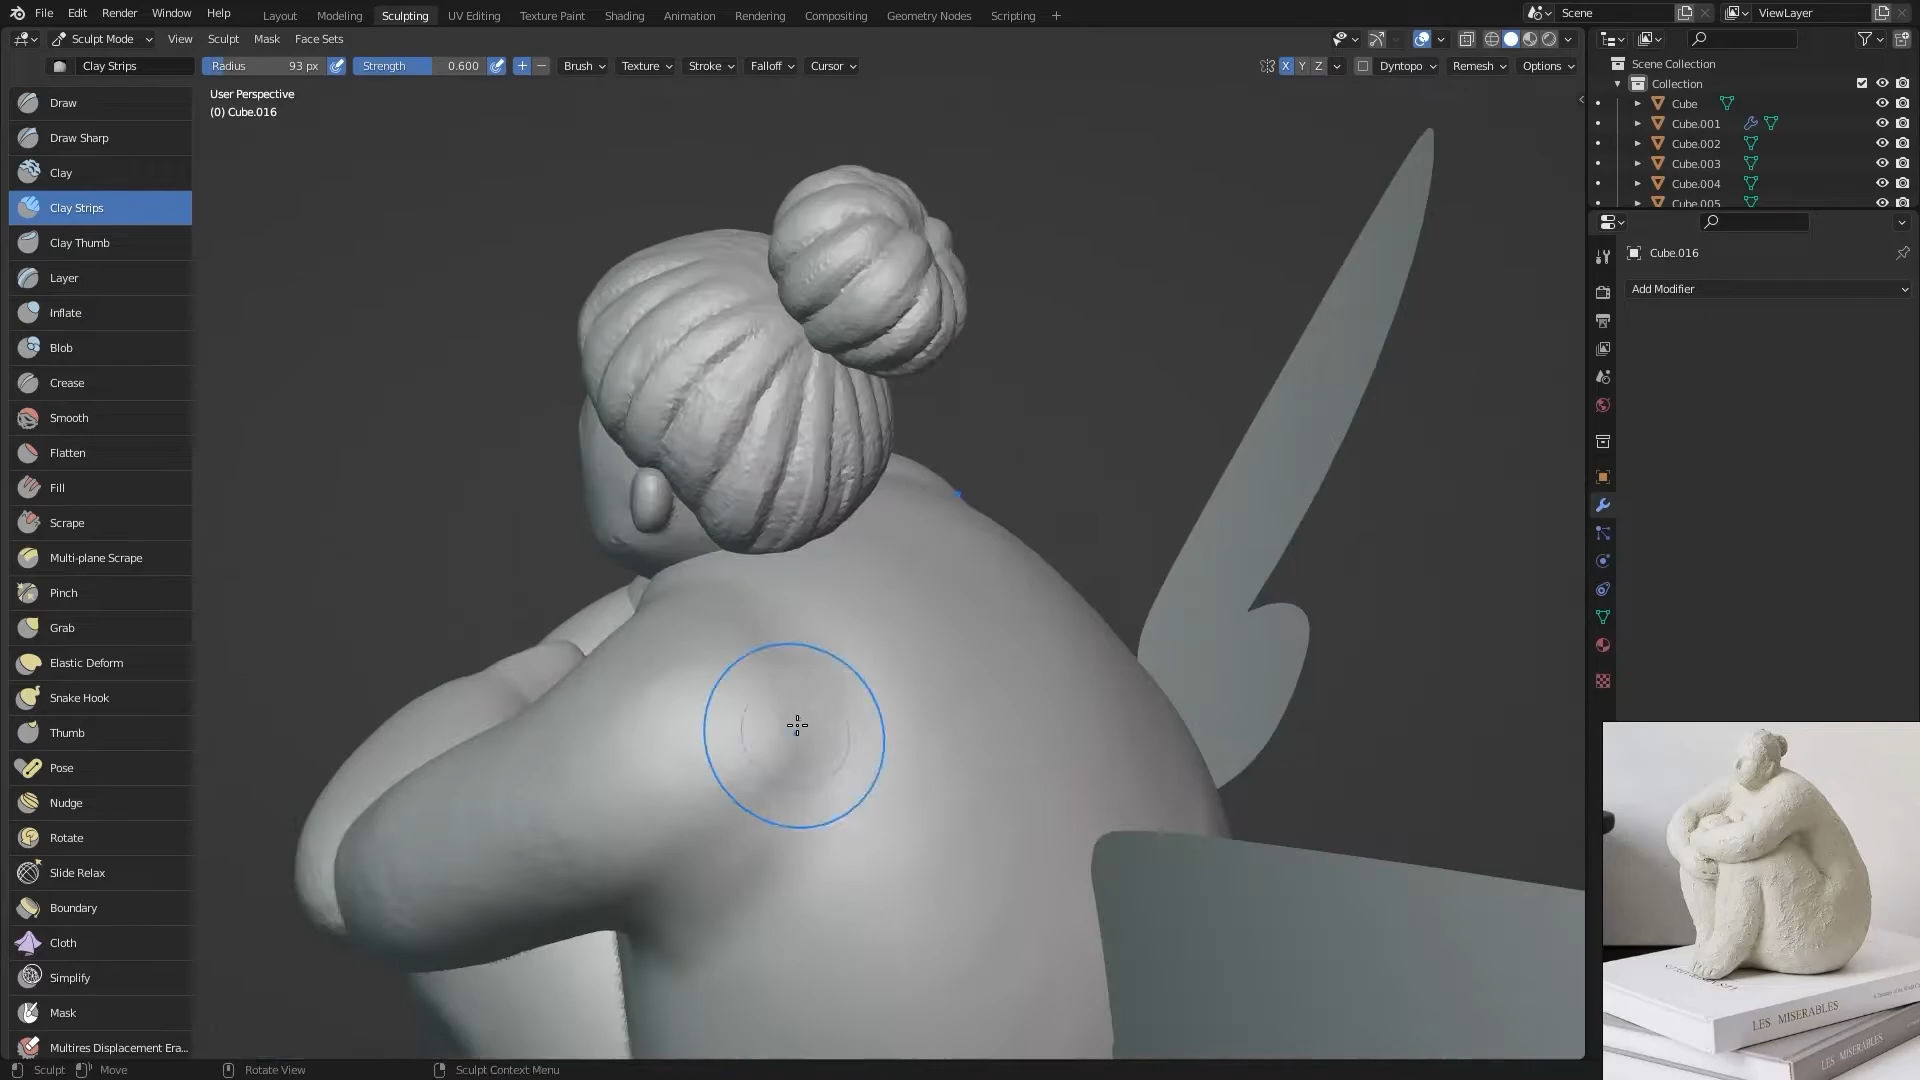 File Edit Render Window Help Layout Modeling Sculpting UV Editing Texture Paint Shading Animation Rendering Compositing Geometry Nodes Scripting + Scene ViewLayer
Sculpt Mode View Sculpt Mask Face Sets
Clay Strips Radius 93 px Strength 0.600 + − Brush Texture Stroke Falloff Cursor X Y Z Dyntopo Remesh Options
User Perspective
(0) Cube.016
Draw
Draw Sharp
Clay
Clay Strips
Clay Thumb
Layer
Inflate
Blob
Crease
Smooth
Flatten
Fill
Scrape
Multi-plane Scrape
Pinch
Grab
Elastic Deform
Snake Hook
Thumb
Pose
Nudge
Rotate
Slide Relax
Boundary
Cloth
Simplify
Mask
Multires Displacement Era...
Scene Collection
Collection
Cube
Cube.001
Cube.002
Cube.003
Cube.004
Cube.005
Cube.016
Add Modifier
LES MISERABLES
LES MISERABLES
Sculpt Move Rotate View Sculpt Context Menu